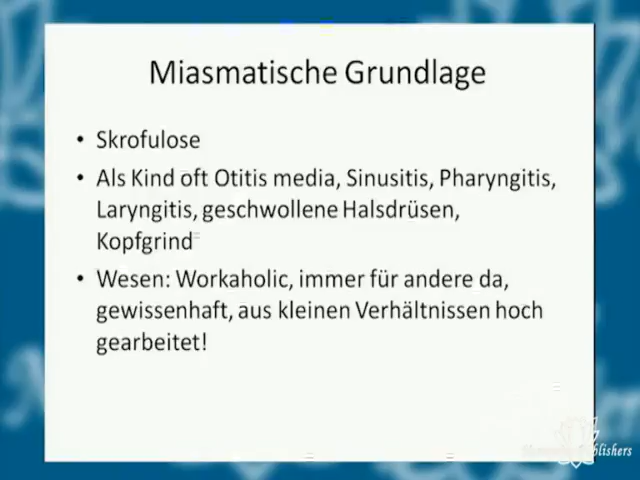 Miasmatische Grundlage
• Skrofulose
• Als Kind oft Otitis media, Sinusitis, Pharyngitis,
Laryngitis, geschwollene Halsdrüsen,
Kopfgrind
• Wesen: Workaholic, immer für andere da,
gewissenhaft, aus kleinen Verhältnissen hoch
gearbeitet!